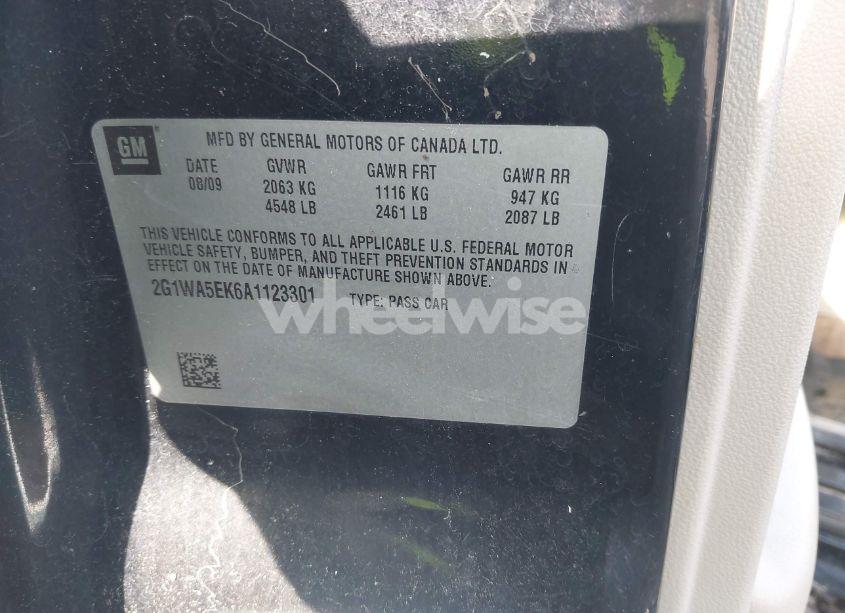 GM
MFD BY GENERAL MOTORS OF CANADA LTD.
DATE GVWR GAWR FRT GAWR RR
08/09 2063 KG 1116 KG 947 KG
4548 LB 2461 LB 2087 LB
THIS VEHICLE CONFORMS TO ALL APPLICABLE U.S. FEDERAL MOTOR
VEHICLE SAFETY, BUMPER, AND THEFT PREVENTION STANDARDS IN
EFFECT ON THE DATE OF MANUFACTURE SHOWN ABOVE.
2G1WA5EK6A1123301 TYPE: PASS CAR
wheelwise